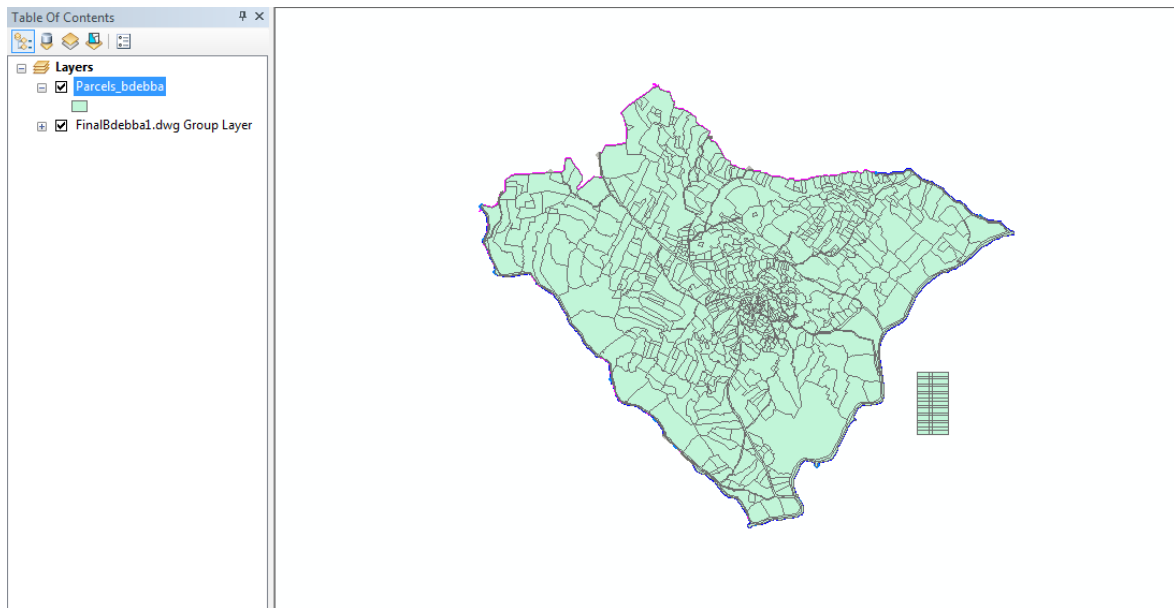 Table Of Contents
Layers
Parcels_bdebba
FinalBdebba1.dwg Group Layer